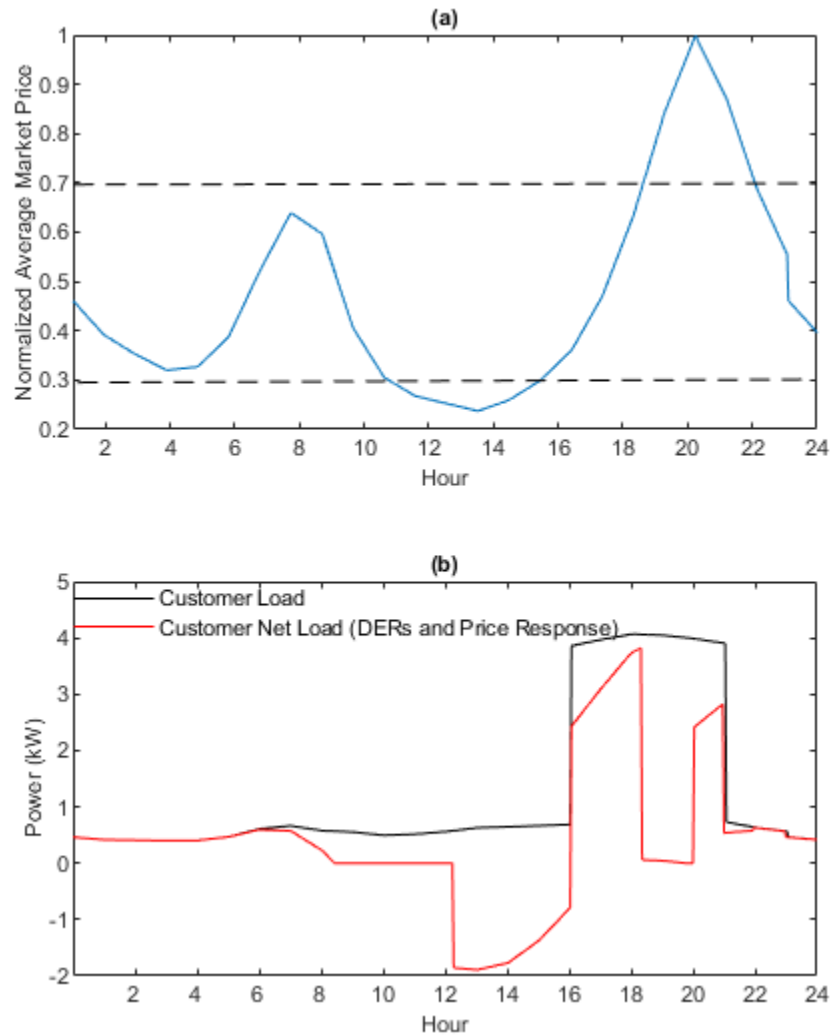 (a)
Normalized Average Market Price
1
0.9
0.8
0.7
0.6
0.5
0.4
0.3
0.2
2 4 6 8 10 12 14 16 18 20 22 24
Hour
(b)
Power (kW)
5
4
3
2
1
0
-1
-2
Customer Load
Customer Net Load (DERs and Price Response)
2 4 6 8 10 12 14 16 18 20 22 24
Hour